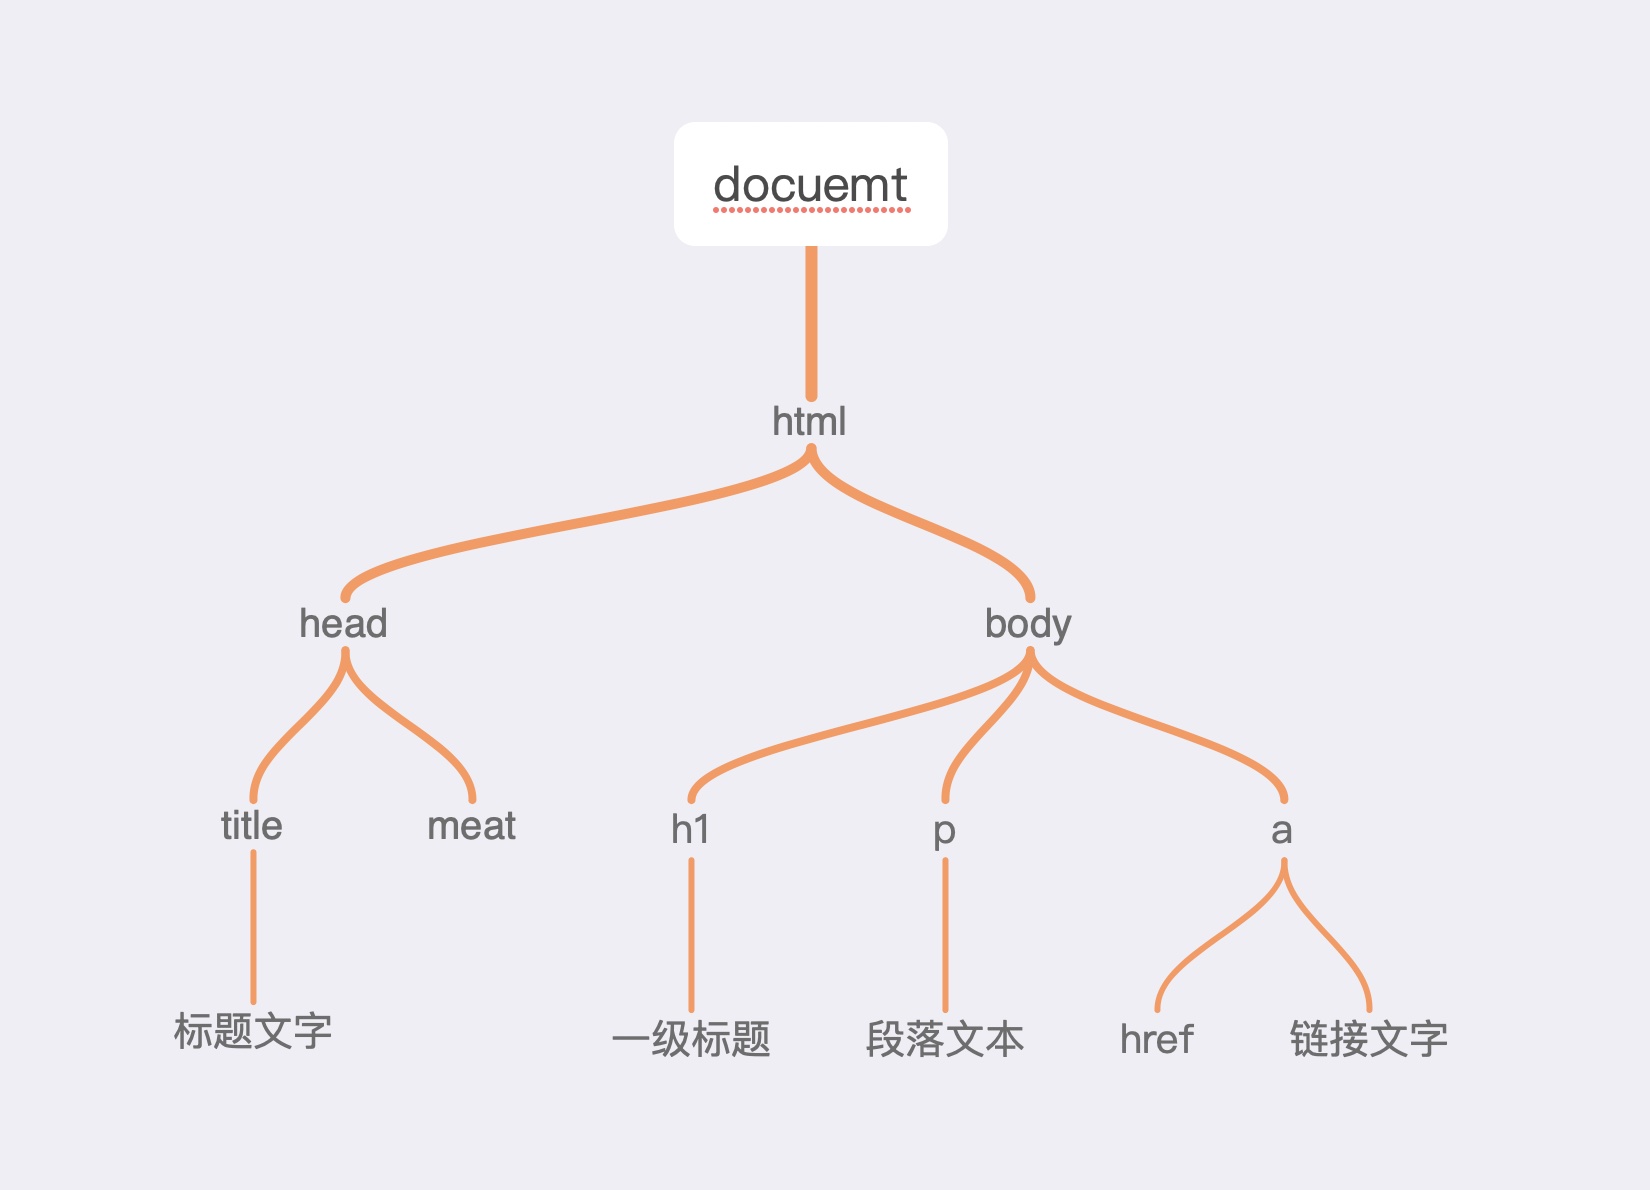 docuemt
html
head
body
title
meat
h1
p
a
标题文字
一级标题
段落文本
href
链接文字